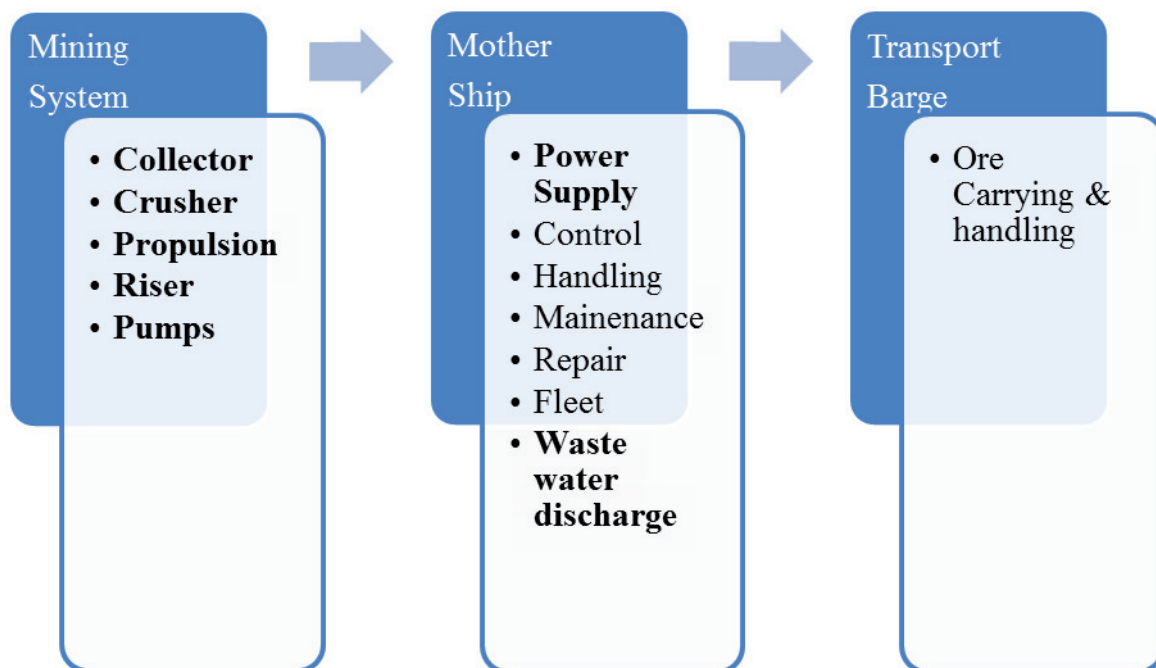 Mining
System
• Collector
• Crusher
• Propulsion
• Riser
• Pumps
Mother
Ship
• Power
Supply
• Control
• Handling
• Mainenance
• Repair
• Fleet
• Waste
water
discharge
Transport
Barge
• Ore
Carrying &
handling